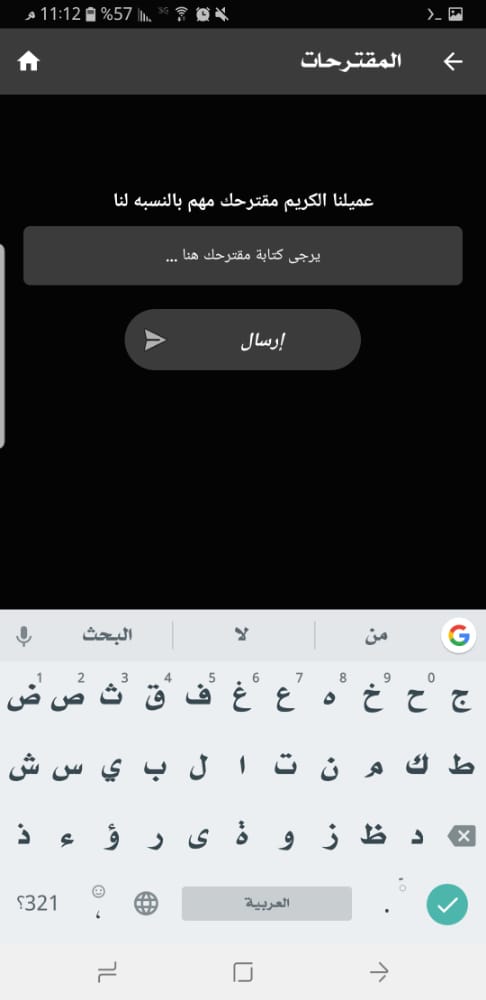 11:12 م %57
المقترحات
عميلنا الكريم مقترحك مهم بالنسبه لنا
يرجى كتابة مقترحك هنا ...
إرسال
من لا البحث
1 2 3 4 5 6 7 8 9 0
ض ص ث ق ف غ ع ه خ ح ج
ش س ي ب ل ا ت ن م ك ط
ذ ء ؤ ر ى ة و ز ظ د
؟321 ، العربية .